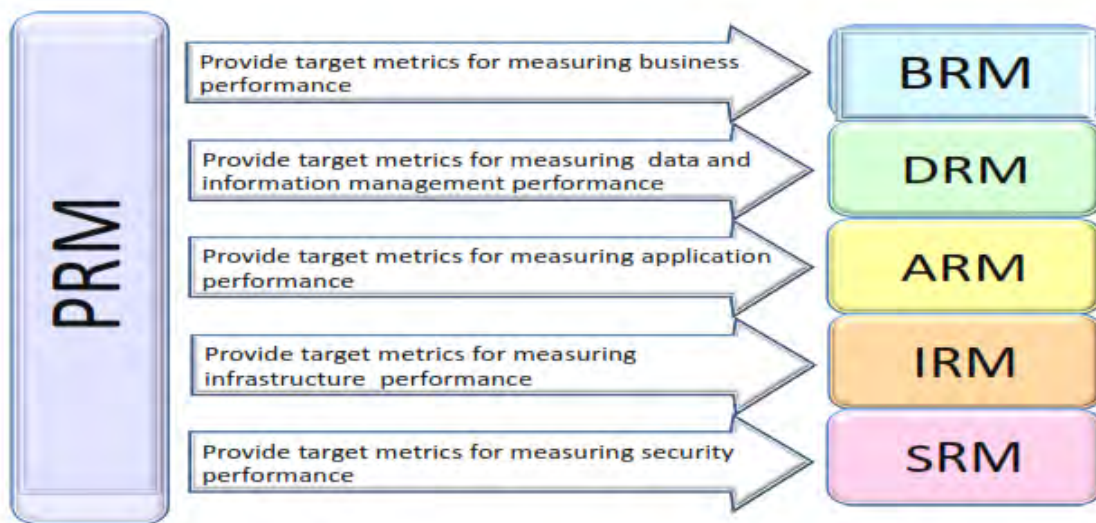 PRM
Provide target metrics for measuring business
performance
BRM
Provide target metrics for measuring data and
information management performance
DRM
Provide target metrics for measuring application
performance
ARM
Provide target metrics for measuring
infrastructure performance
IRM
Provide target metrics for measuring security
performance
sRM